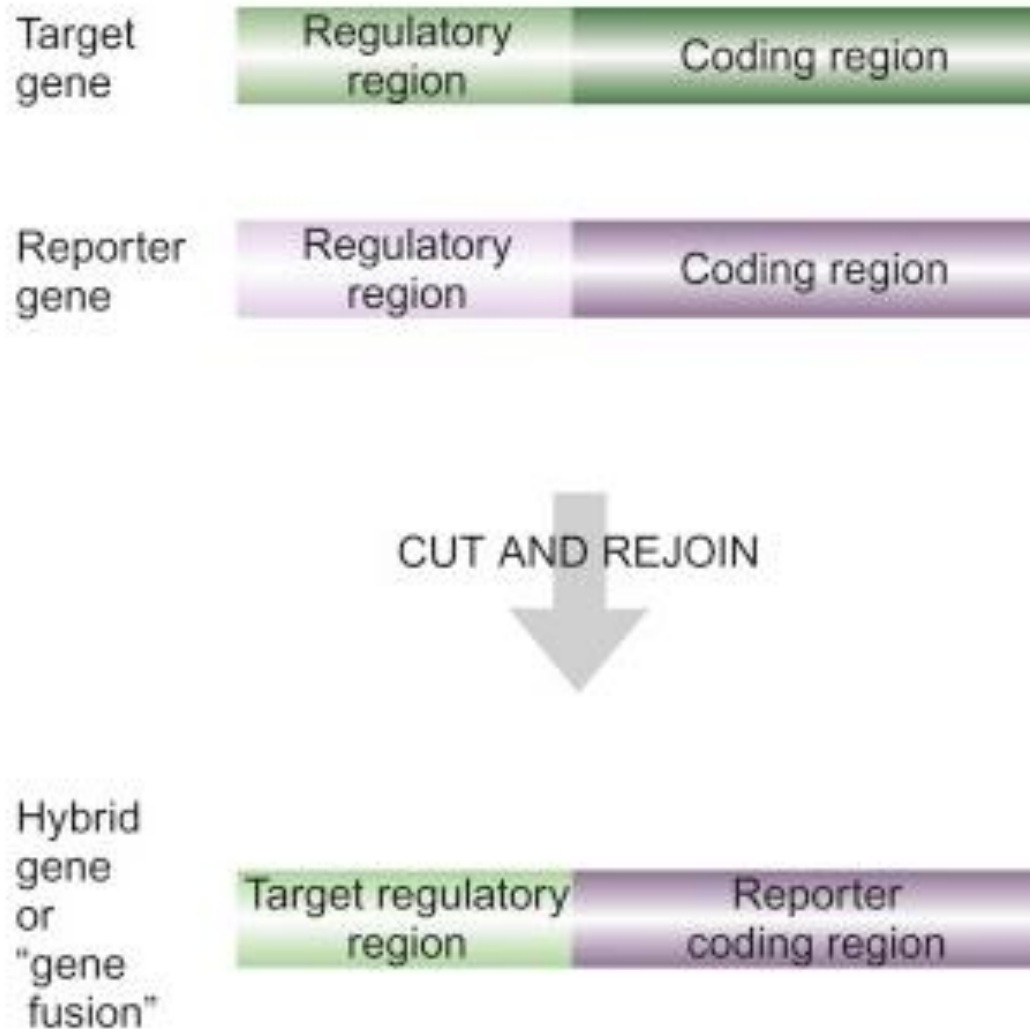 Target
gene
Regulatory
region
Coding region
Reporter
gene
Regulatory
region
Coding region
CUT AND REJOIN
Hybrid
gene
or
"gene
fusion"
Target regulatory
region
Reporter
coding region